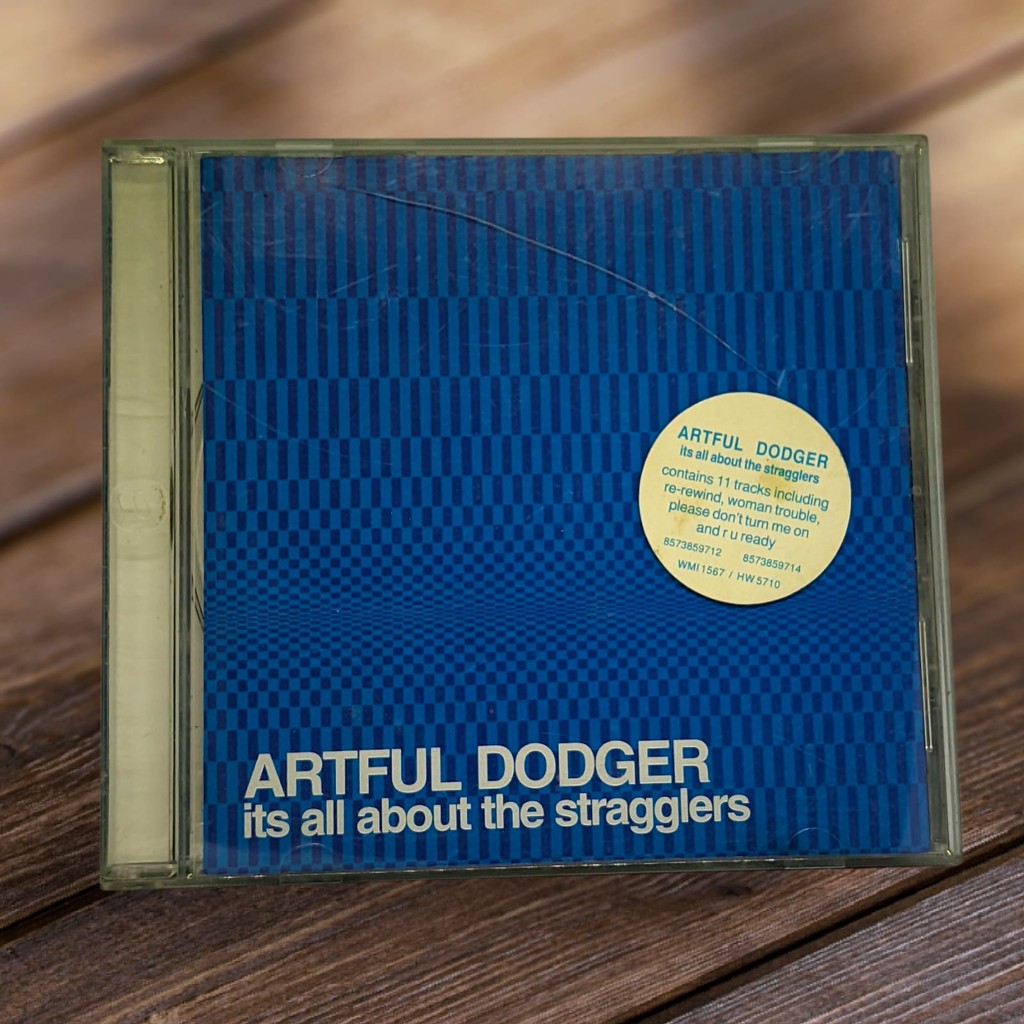 ARTFUL DODGER
its all about the stragglers
contains 11 tracks including
re-rewind, woman trouble,
please don't turn me on
and r u ready
8573859712 8573859714
WMI 1567 / HW 5710
ARTFUL DODGER
its all about the stragglers